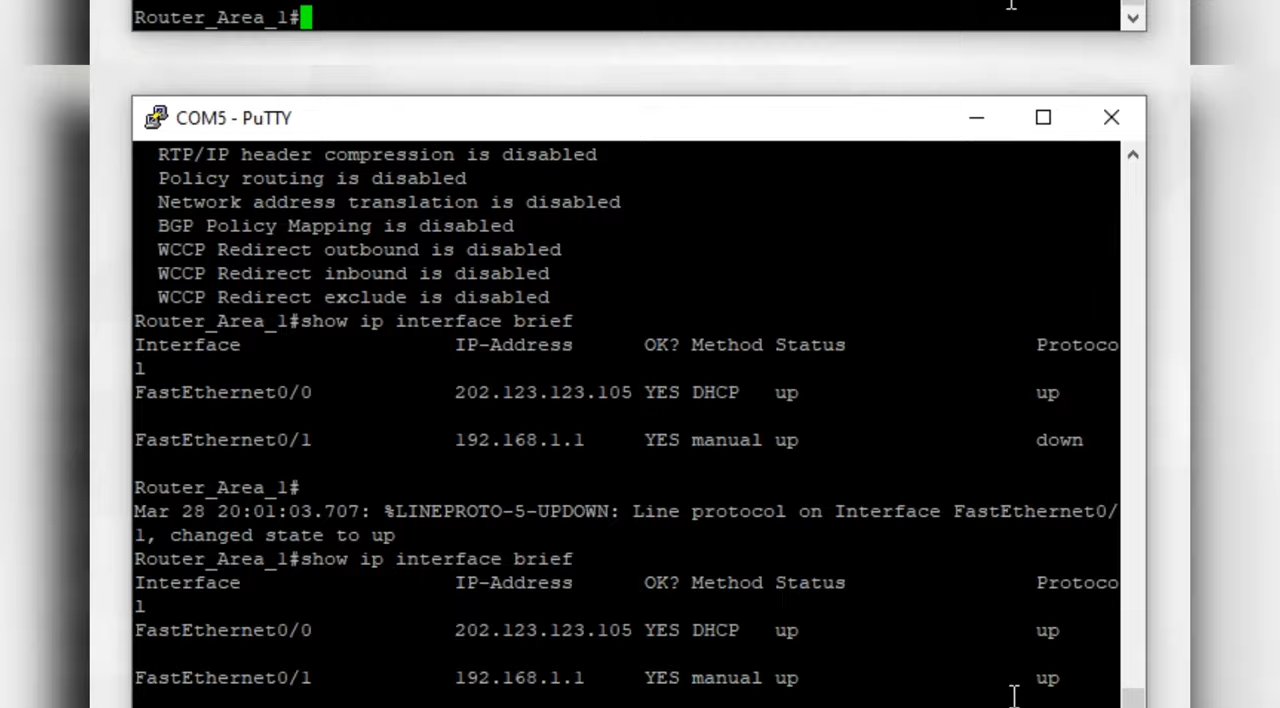 Router_Area_1#
COM5 - PuTTY
RTP/IP header compression is disabled
Policy routing is disabled
Network address translation is disabled
BGP Policy Mapping is disabled
WCCP Redirect outbound is disabled
WCCP Redirect inbound is disabled
WCCP Redirect exclude is disabled
Router_Area_1#show ip interface brief
Interface IP-Address OK? Method Status Protoco
l
FastEthernet0/0 202.123.123.105 YES DHCP up up
FastEthernet0/1 192.168.1.1 YES manual up down
Router_Area_1#
Mar 28 20:01:03.707: %LINEPROTO-5-UPDOWN: Line protocol on Interface FastEthernet0/
1, changed state to up
Router_Area_1#show ip interface brief
Interface IP-Address OK? Method Status Protoco
l
FastEthernet0/0 202.123.123.105 YES DHCP up up
FastEthernet0/1 192.168.1.1 YES manual up up